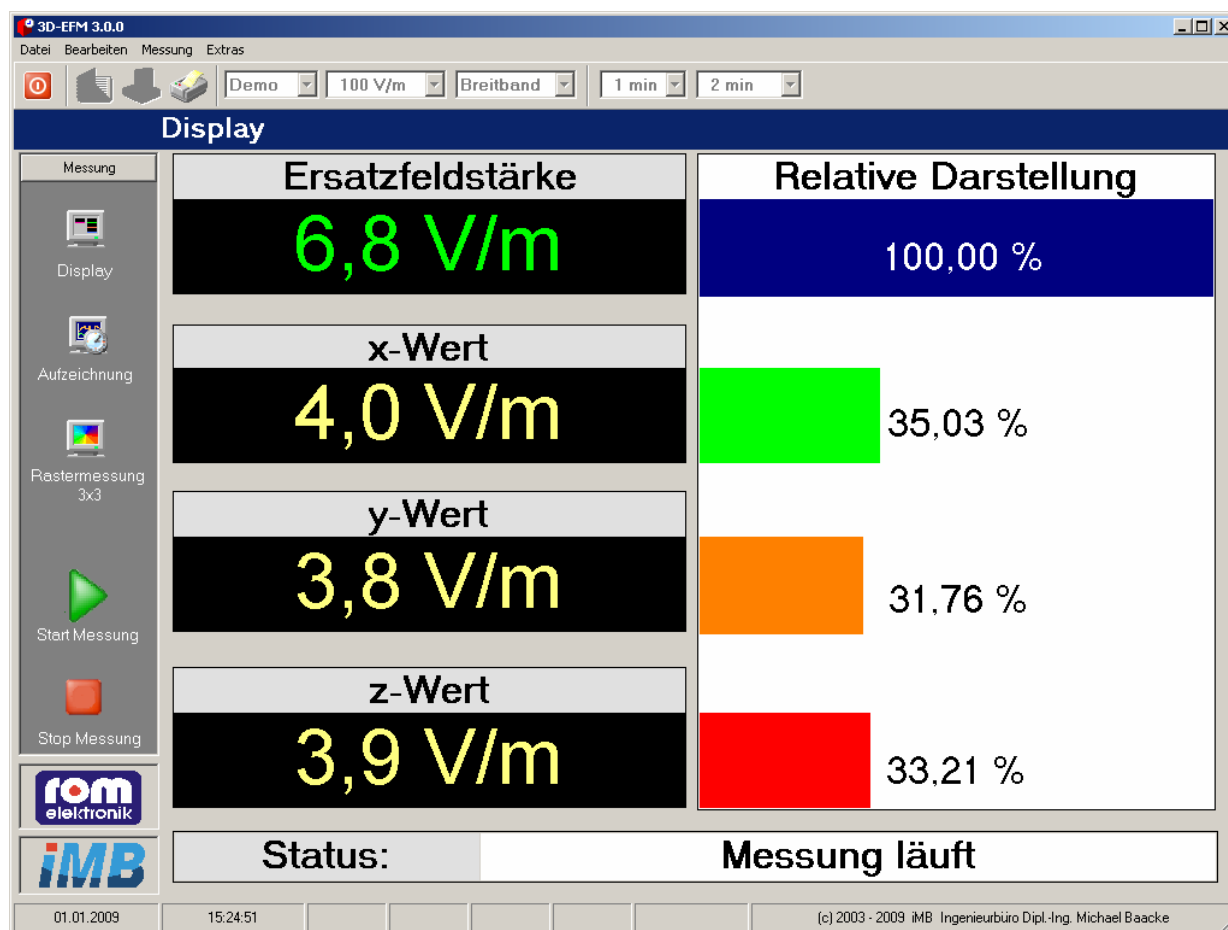 3D-EFM 3.0.0
Datei Bearbeiten Messung Extras
Demo 100 V/m Breitband 1 min 2 min
Display
Messung
Display
Aufzeichnung
Rastermessung
3x3
Start Messung
Stop Messung
rom
elektronik
iMB
Ersatzfeldstärke
6,8 V/m
x-Wert
4,0 V/m
y-Wert
3,8 V/m
z-Wert
3,9 V/m
Relative Darstellung
100,00 %
35,03 %
31,76 %
33,21 %
Status: Messung läuft
01.01.2009 15:24:51 (c) 2003 - 2009 iMB Ingenieurbüro Dipl.-Ing. Michael Baacke